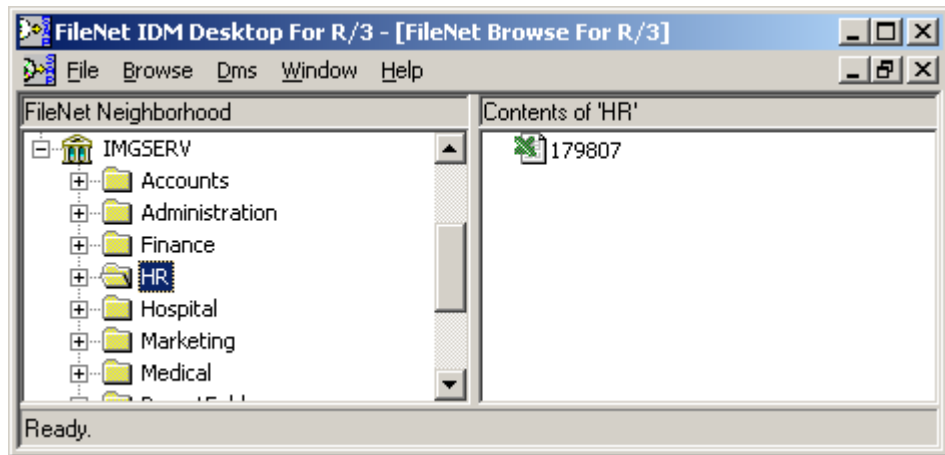 FileNet IDM Desktop For R/3 - [FileNet Browse For R/3]
File Browse Dms Window Help
FileNet Neighborhood
Contents of 'HR'
IMGSERV
179807
Accounts
Administration
Finance
HR
Hospital
Marketing
Medical
Ready.